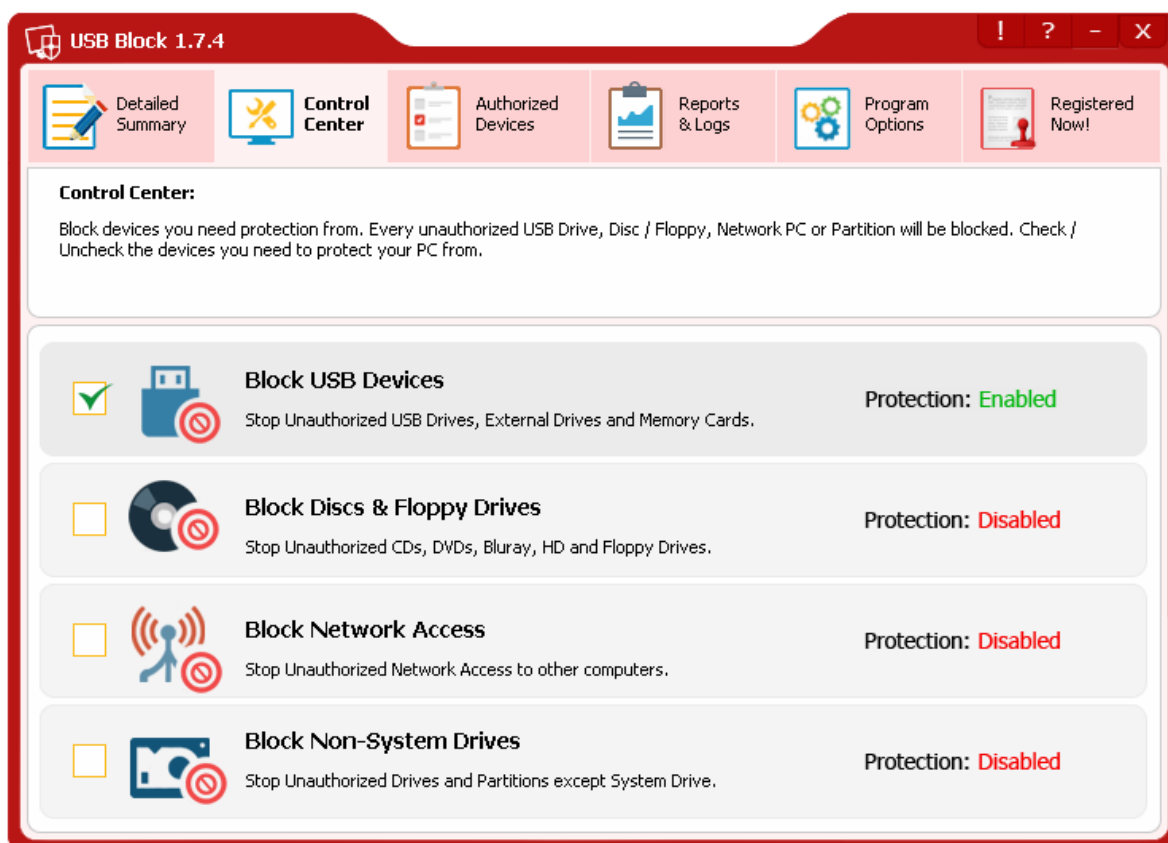 USB Block 1.7.4
! ? – X
Detailed
Summary
Control
Center
Authorized
Devices
Reports
& Logs
Program
Options
Registered
Now!
Control Center:
Block devices you need protection from. Every unauthorized USB Drive, Disc / Floppy, Network PC or Partition will be blocked. Check /
Uncheck the devices you need to protect your PC from.
Block USB Devices
Stop Unauthorized USB Drives, External Drives and Memory Cards.
Protection: Enabled
Block Discs & Floppy Drives
Stop Unauthorized CDs, DVDs, Bluray, HD and Floppy Drives.
Protection: Disabled
Block Network Access
Stop Unauthorized Network Access to other computers.
Protection: Disabled
Block Non-System Drives
Stop Unauthorized Drives and Partitions except System Drive.
Protection: Disabled